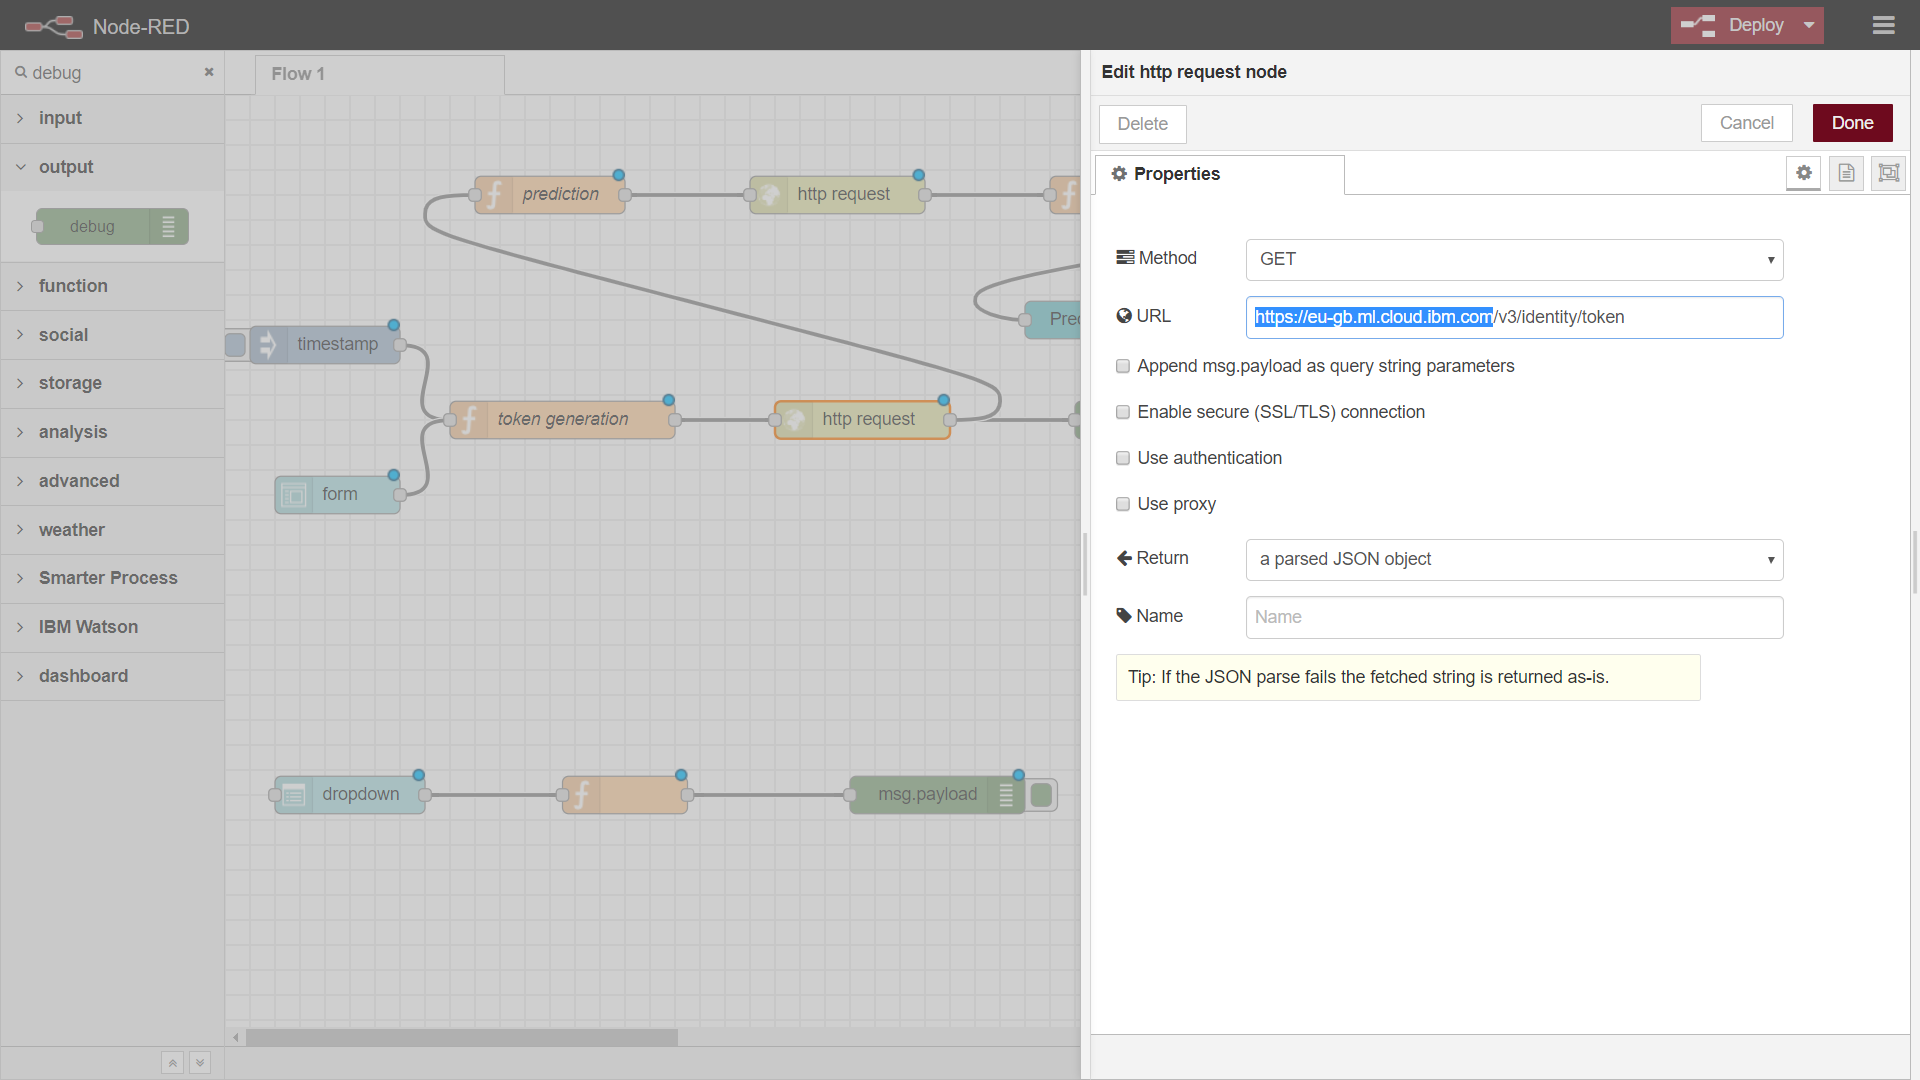 Node-RED
Deploy
debug
Flow 1
Edit http request node
Delete
Cancel
Done
Properties
input
output
debug
function
social
storage
analysis
advanced
weather
Smarter Process
IBM Watson
dashboard
prediction
http request
timestamp
token generation
http request
form
dropdown
msg.payload
Method
GET
URL
https://eu-gb.ml.cloud.ibm.com/v3/identity/token
Append msg.payload as query string parameters
Enable secure (SSL/TLS) connection
Use authentication
Use proxy
Return
a parsed JSON object
Name
Name
Tip: If the JSON parse fails the fetched string is returned as-is.